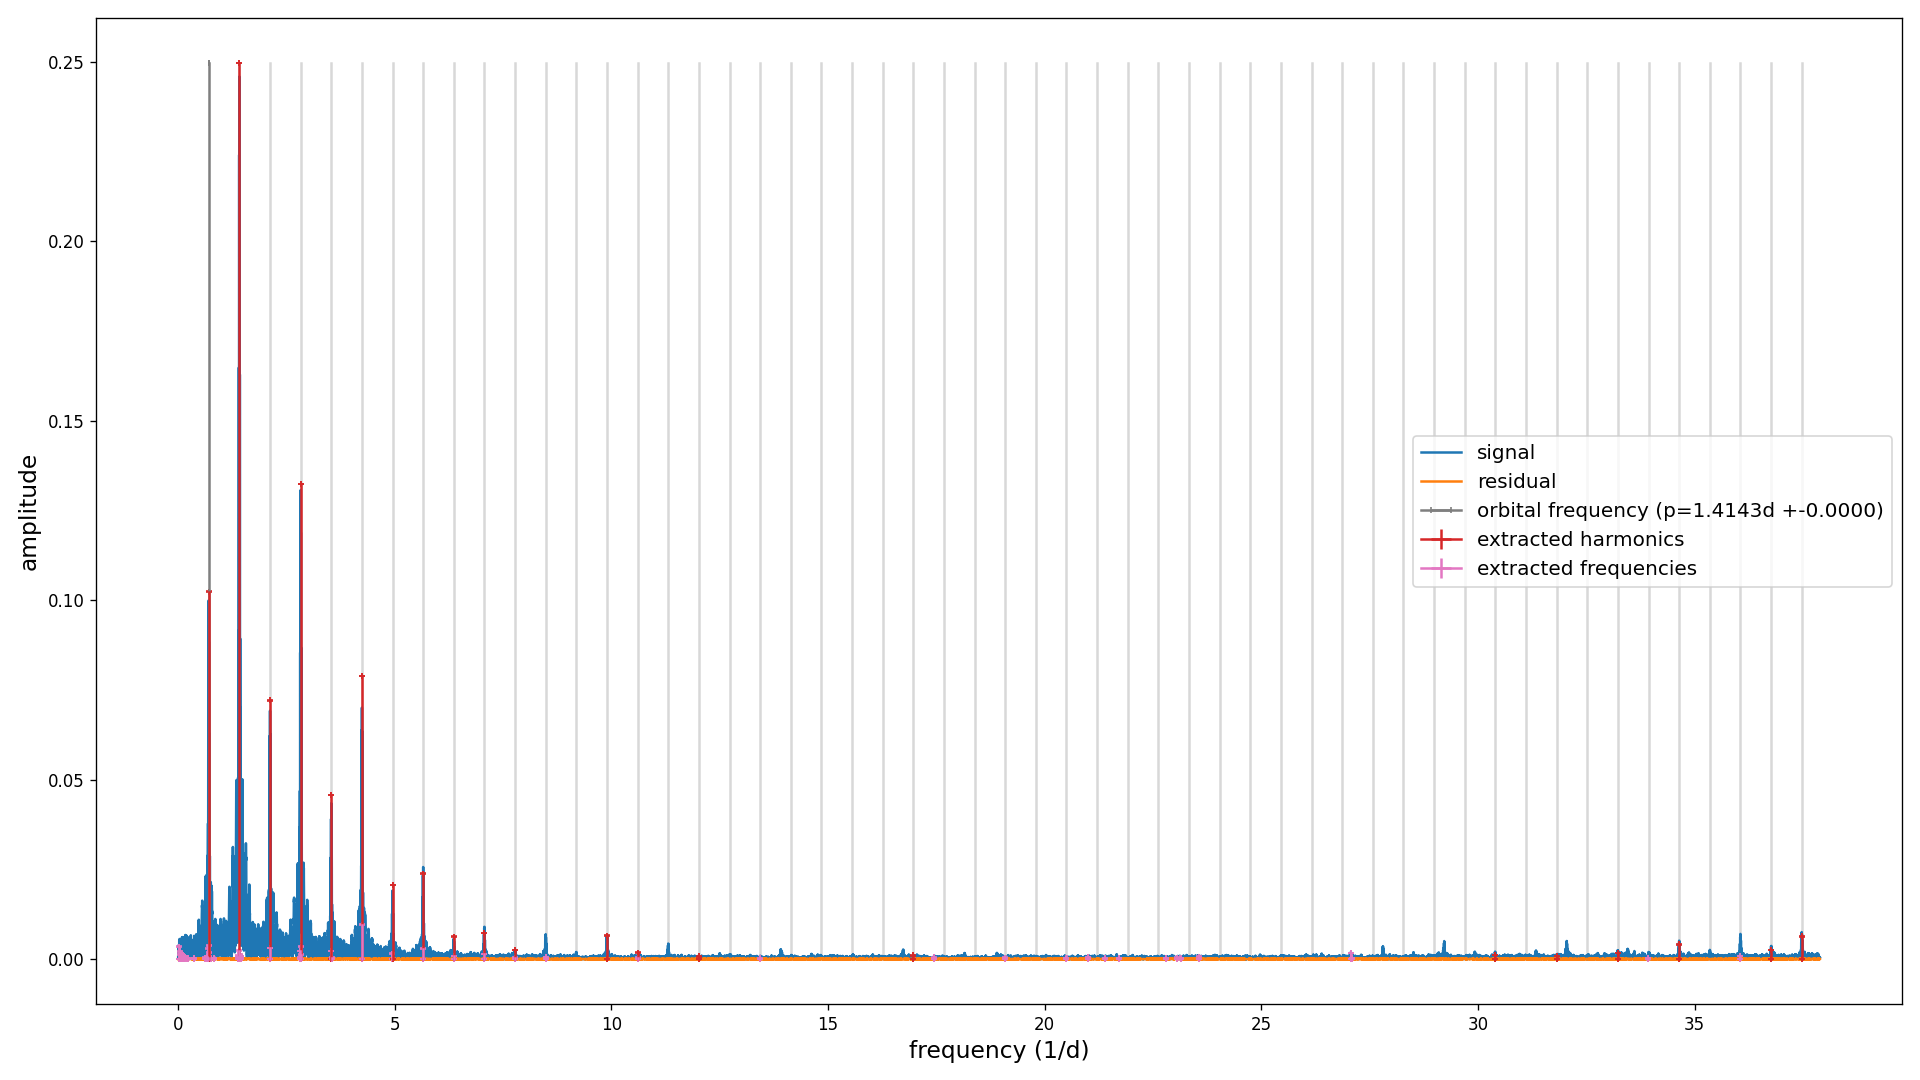 0.25
0.20
0.15
0.10
0.05
0.00
amplitude
signal
residual
orbital frequency (p=1.4143d +-0.0000)
extracted harmonics
extracted frequencies
0 5 10 15 20 25 30 35
frequency (1/d)